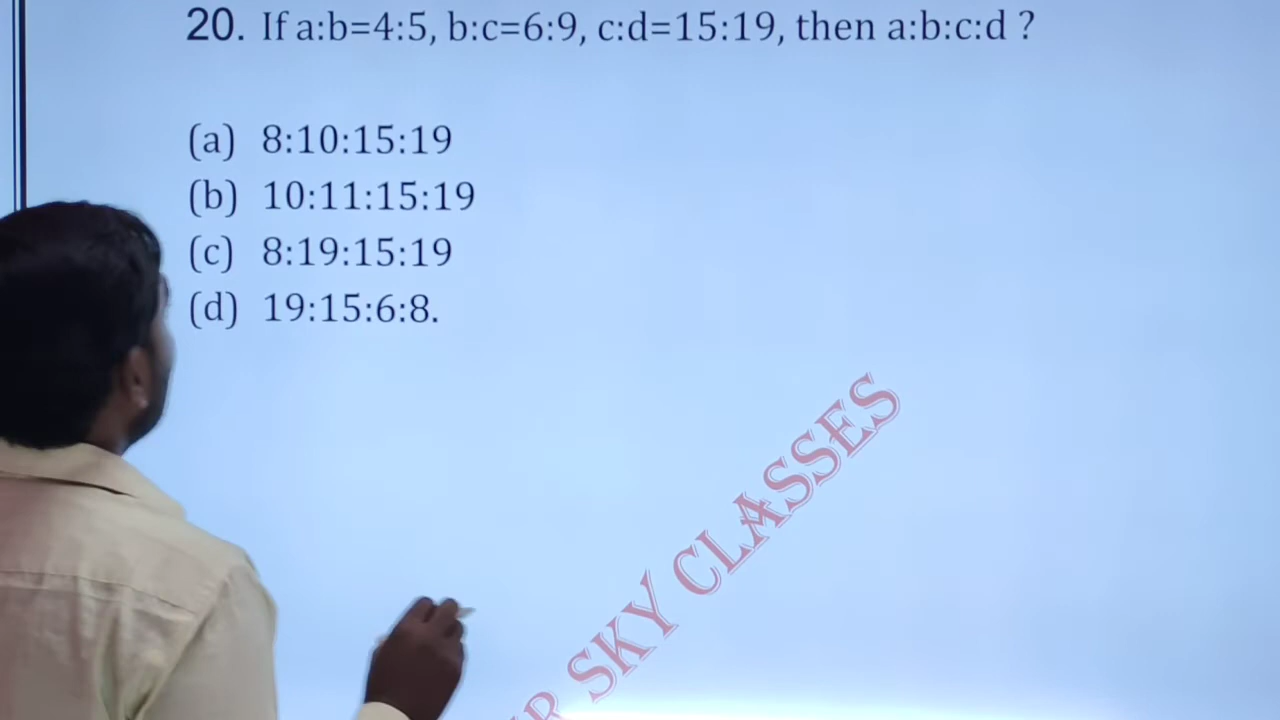 20. If a:b=4:5, b:c=6:9, c:d=15:19, then a:b:c:d ?
(a) 8:10:15:19
(b) 10:11:15:19
(c) 8:19:15:19
(d) 19:15:6:8.
SKY CLASSES